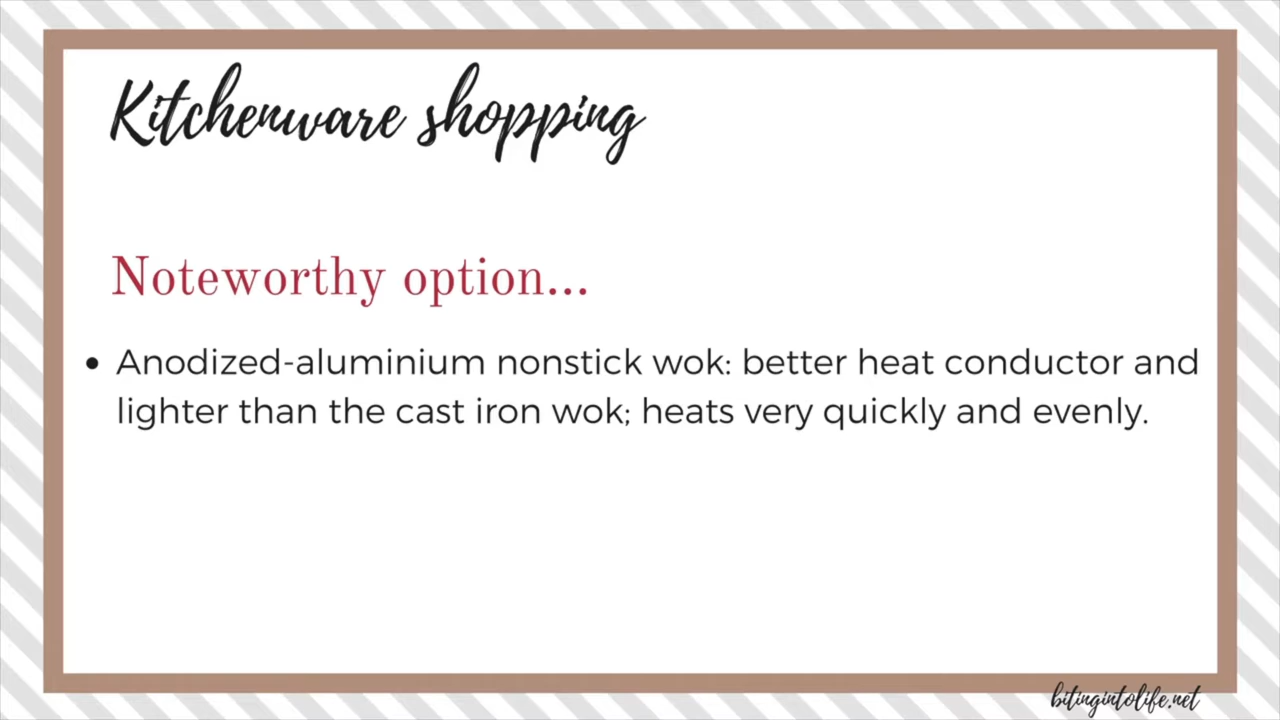 Kitchenware shopping
Noteworthy option...
• Anodized-aluminium nonstick wok: better heat conductor and
lighter than the cast iron wok; heats very quickly and evenly.
bitingintolife.net